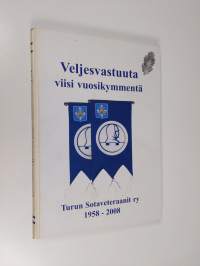 Veljesvastuuta
viisi vuosikymmentä
Turun Sotaveteraanit ry
1958 - 2008